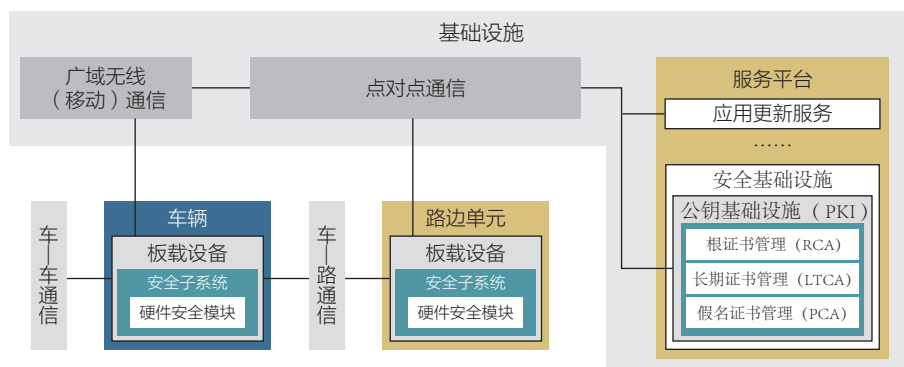 基础设施
广域无线
（移动）通信
点对点通信
服务平台
应用更新服务
……
安全基础设施
公钥基础设施（PKI）
根证书管理（RCA）
长期证书管理（LTCA）
假名证书管理（PCA）
车—车通信
车辆
板载设备
安全子系统
硬件安全模块
车—路通信
路边单元
板载设备
安全子系统
硬件安全模块